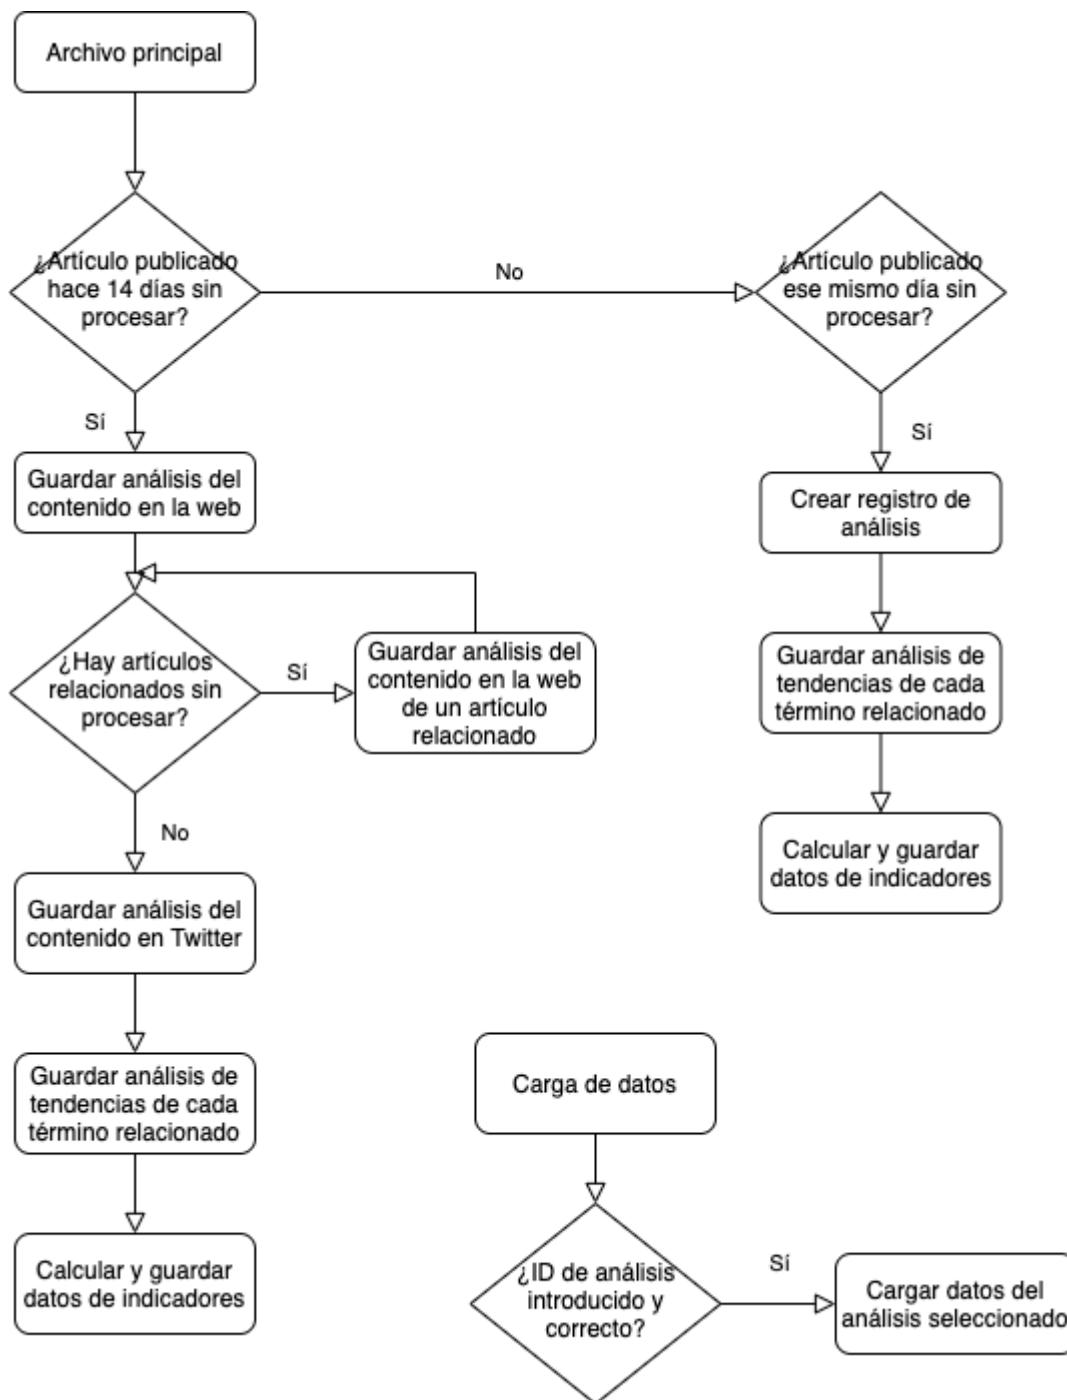 Archivo principal
¿Artículo publicado
hace 14 días sin
procesar?
No
¿Artículo publicado
ese mismo día sin
procesar?
Sí
Guardar análisis del
contenido en la web
Sí
Crear registro de
análisis
¿Hay artículos
relacionados sin
procesar?
Sí
Guardar análisis del
contenido en la web
de un artículo
relacionado
Guardar análisis de
tendencias de cada
término relacionado
No
Calcular y guardar
datos de indicadores
Guardar análisis del
contenido en Twitter
Guardar análisis de
tendencias de cada
término relacionado
Calcular y guardar
datos de indicadores
Carga de datos
¿ID de análisis
introducido y
correcto?
Sí
Cargar datos del
análisis seleccionado